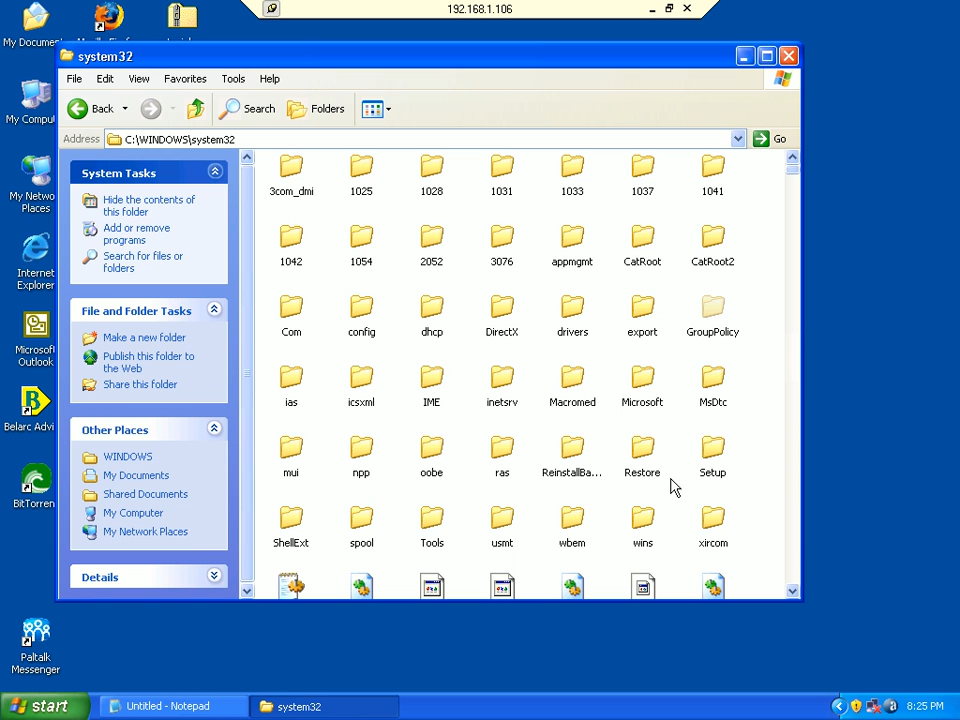 192.168.1.106
My Docume
system32
File Edit View Favorites Tools Help
Back Search Folders
Address C:\WINDOWS\system32 Go
My Compu
My Netwo
Places
Internet
Explorer
Microsoft
Outlook
Belarc Advi
BitTorren
Paltalk
Messenger
System Tasks
Hide the contents of
this folder
Add or remove
programs
Search for files or
folders
File and Folder Tasks
Make a new folder
Publish this folder to
the Web
Share this folder
Other Places
WINDOWS
My Documents
Shared Documents
My Computer
My Network Places
Details
3com_dmi 1025 1028 1031 1033 1037 1041
1042 1054 2052 3076 appmgmt CatRoot CatRoot2
Com config dhcp DirectX drivers export GroupPolicy
ias icsxml IME inetsrv Macromed Microsoft MsDtc
mui npp oobe ras ReinstallBa... Restore Setup
ShellExt spool Tools usmt wbem wins xircom
start Untitled - Notepad system32 8:25 PM